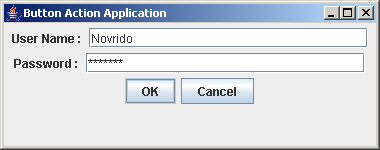 Button Action Application
User Name : Novrido
Password : *******
OK Cancel